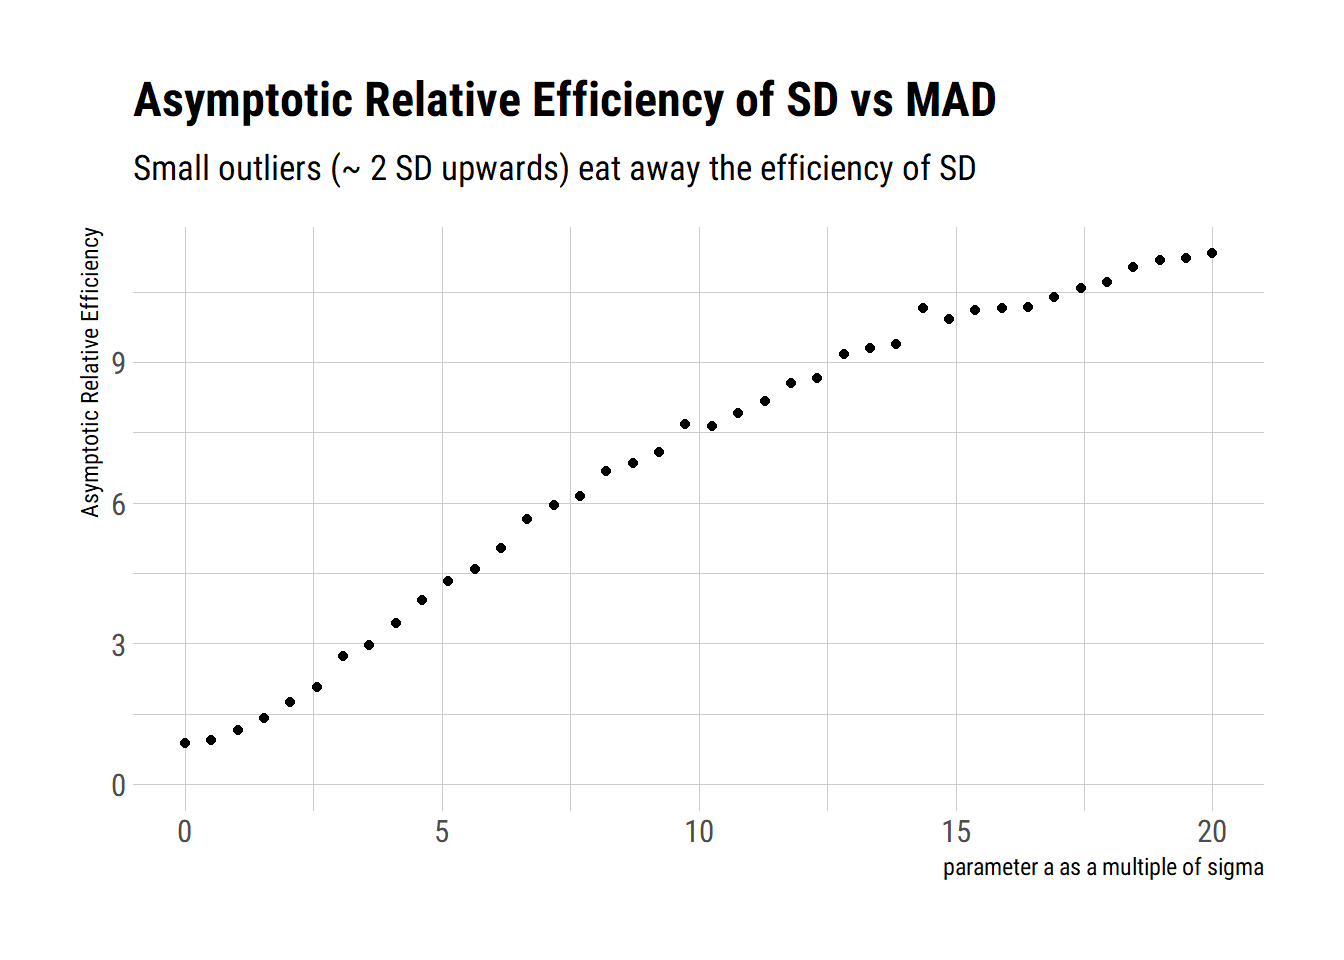 Asymptotic Relative Efficiency of SD vs MAD
Small outliers (~ 2 SD upwards) eat away the efficiency of SD
Asymptotic Relative Efficiency
9
6
3
0
0 5 10 15 20
parameter a as a multiple of sigma